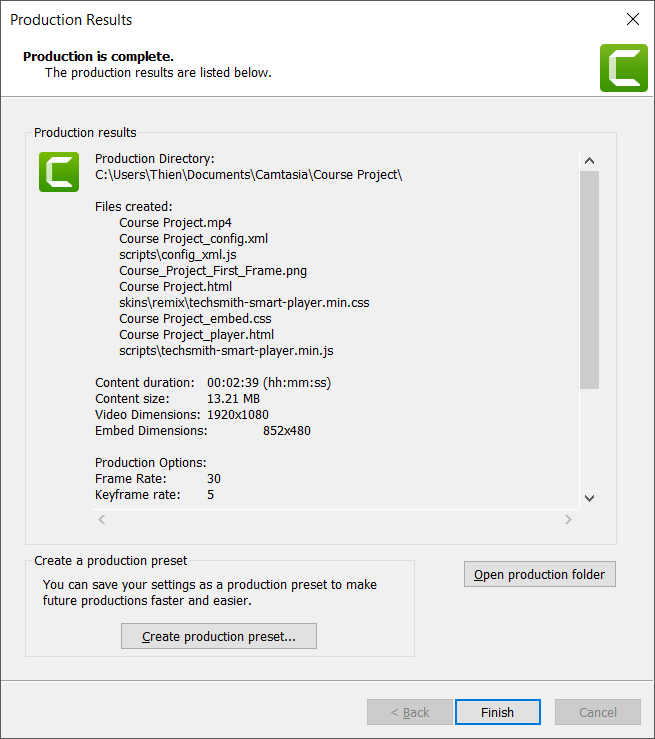 Production Results
Production is complete.
The production results are listed below.
Production results
Production Directory:
C:\Users\Thien\Documents\Camtasia\Course Project\
Files created:
Course Project.mp4
Course Project_config.xml
scripts\config_xml.js
Course_Project_First_Frame.png
Course Project.html
skins\remix\techsmith-smart-player.min.css
Course Project_embed.css
Course Project_player.html
scripts\techsmith-smart-player.min.js
Content duration: 00:02:39 (hh:mm:ss)
Content size: 13.21 MB
Video Dimensions: 1920x1080
Embed Dimensions: 852x480
Production Options:
Frame Rate: 30
Keyframe rate: 5
Create a production preset
You can save your settings as a production preset to make
future productions faster and easier.
Create production preset...
Open production folder
< Back
Finish
Cancel